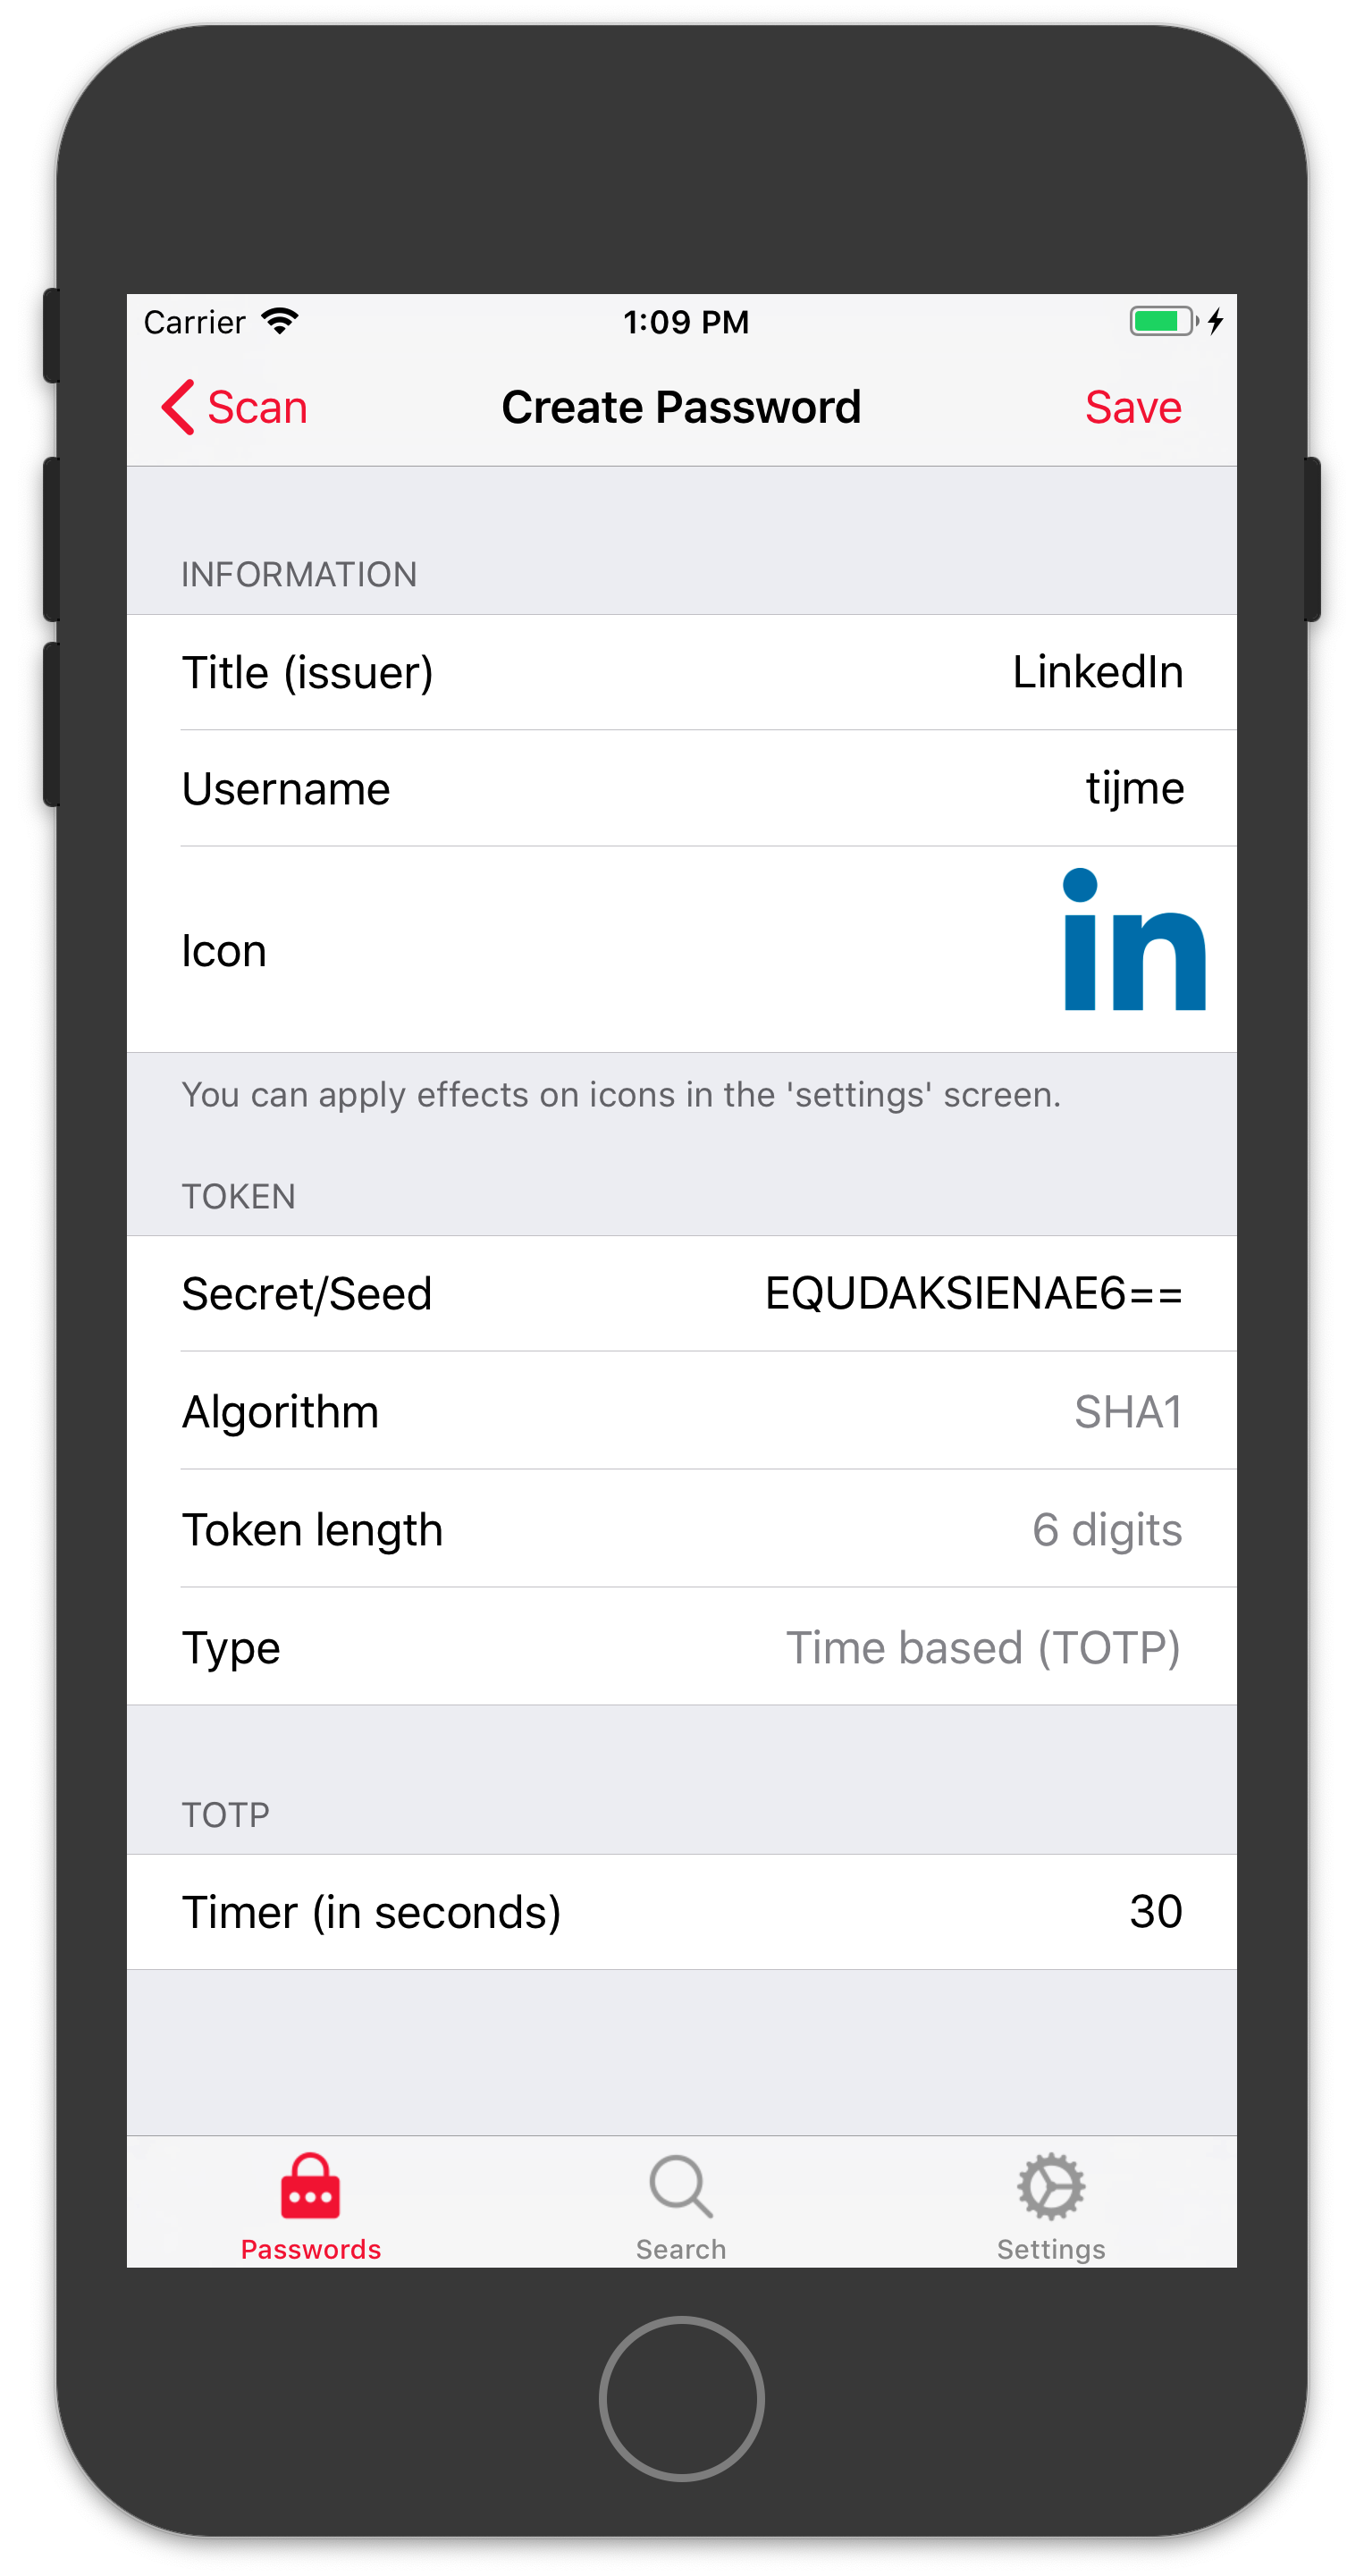 Carrier 1:09 PM
Scan Create Password Save
INFORMATION
Title (issuer) LinkedIn
Username tijme
Icon in
You can apply effects on icons in the 'settings' screen.
TOKEN
Secret/Seed EQUDAKSIENAE6==
Algorithm SHA1
Token length 6 digits
Type Time based (TOTP)
TOTP
Timer (in seconds) 30
Passwords Search Settings